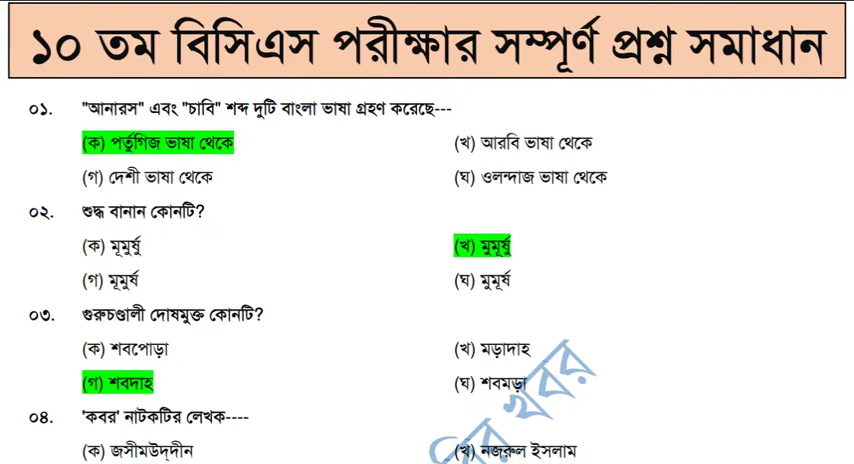 ১০ তম বিসিএস পরীক্ষার সম্পূর্ণ প্রশ্ন সমাধান
০১. "আনারস" এবং "চাবি" শব্দ দুটি বাংলা ভাষা গ্রহণ করেছে---
(ক) পর্তুগিজ ভাষা থেকে (খ) আরবি ভাষা থেকে
(গ) দেশী ভাষা থেকে (ঘ) ওলন্দাজ ভাষা থেকে
০২. শুদ্ধ বানান কোনটি?
(ক) মূমুর্ষু (খ) মুমূর্ষু
(গ) মূমুর্ষ (ঘ) মুমূর্ষ
০৩. গুরুচণ্ডালী দোষমুক্ত কোনটি?
(ক) শবপোড়া (খ) মড়াদাহ
(গ) শবদাহ (ঘ) শবমড়া
০৪. 'কবর' নাটকটির লেখক----
(ক) জসীমউদ্‌দীন (খ) নজরুল ইসলাম
খবর